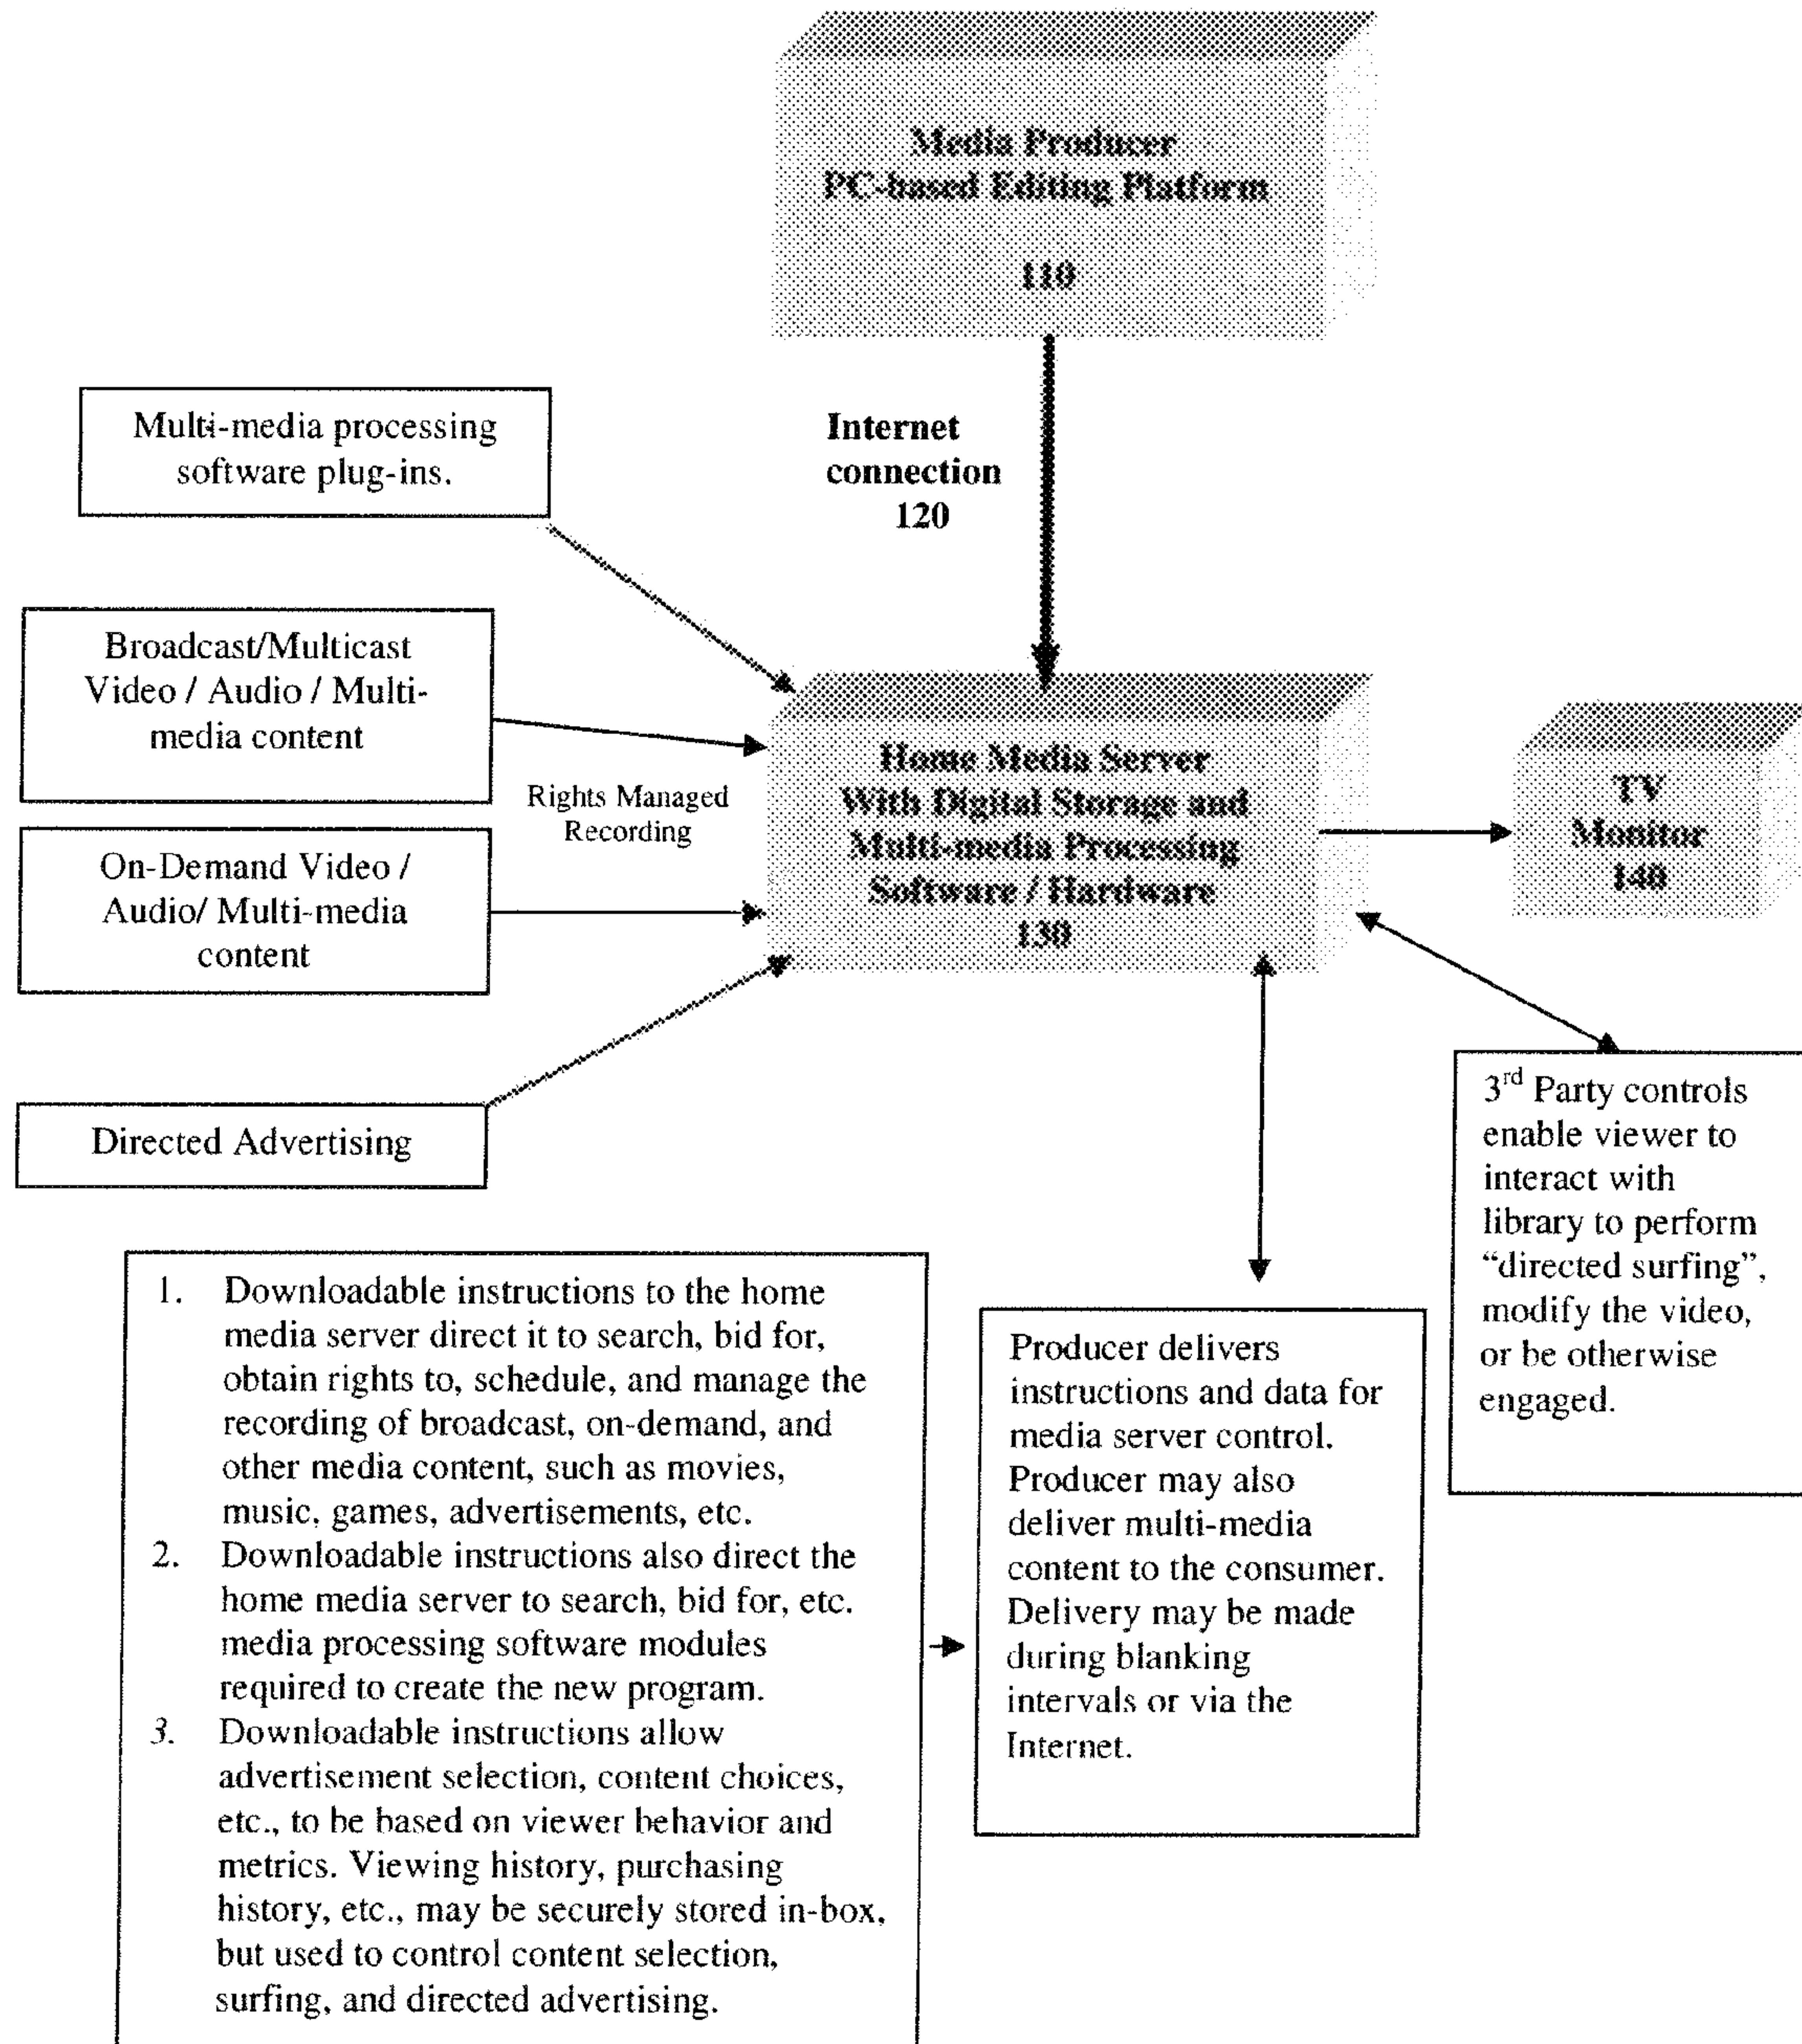 Media Producer
PC-based Editing Platform
110
Multi-media processing
software plug-ins.
Internet
connection
120
Broadcast/Multicast
Video / Audio / Multi-
media content
Rights Managed
Recording
On-Demand Video /
Audio/ Multi-media
content
Home Media Server
With Digital Storage and
Multi-media Processing
Software / Hardware
130
TV
Monitor
140
Directed Advertising
3rd Party controls
enable viewer to
interact with
library to perform
“directed surfing”,
modify the video,
or be otherwise
engaged.
1. Downloadable instructions to the home
media server direct it to search, bid for,
obtain rights to, schedule, and manage the
recording of broadcast, on-demand, and
other media content, such as movies,
music, games, advertisements, etc.
2. Downloadable instructions also direct the
home media server to search, bid for, etc.
media processing software modules
required to create the new program.
3. Downloadable instructions allow
advertisement selection, content choices,
etc., to be based on viewer behavior and
metrics. Viewing history, purchasing
history, etc., may be securely stored in-box,
but used to control content selection,
surfing, and directed advertising.
Producer delivers
instructions and data for
media server control.
Producer may also
deliver multi-media
content to the consumer.
Delivery may be made
during blanking
intervals or via the
Internet.